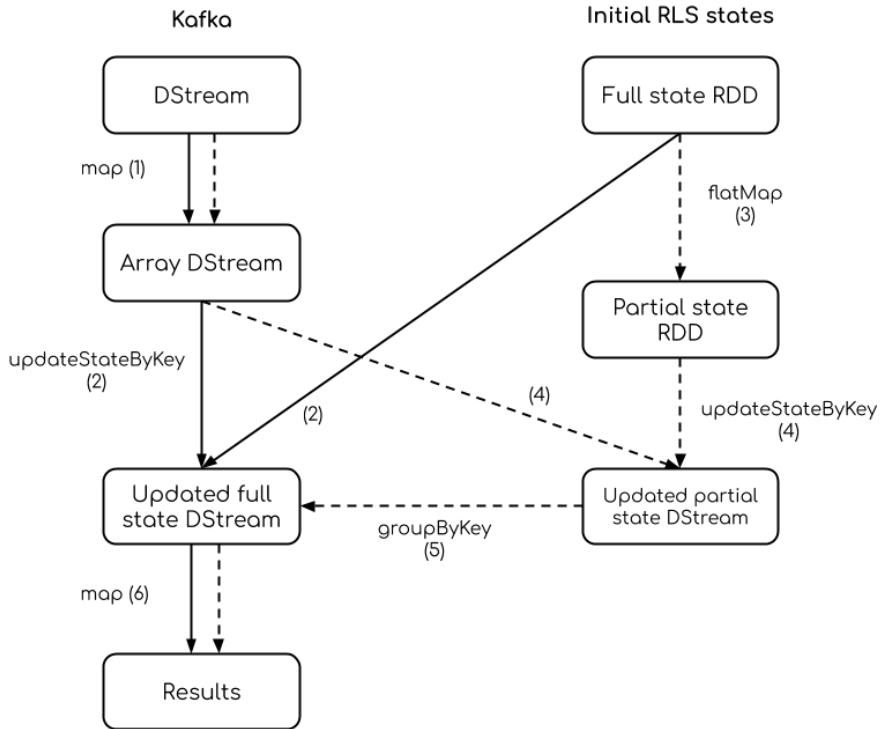 Kafka
Initial RLS states
DStream
Full state RDD
map (1)
flatMap
(3)
Array DStream
Partial state
RDD
updateStateByKey
(2)
(2)
(4)
updateStateByKey
(4)
Updated full
state DStream
Updated partial
state DStream
groupByKey
(5)
map (6)
Results